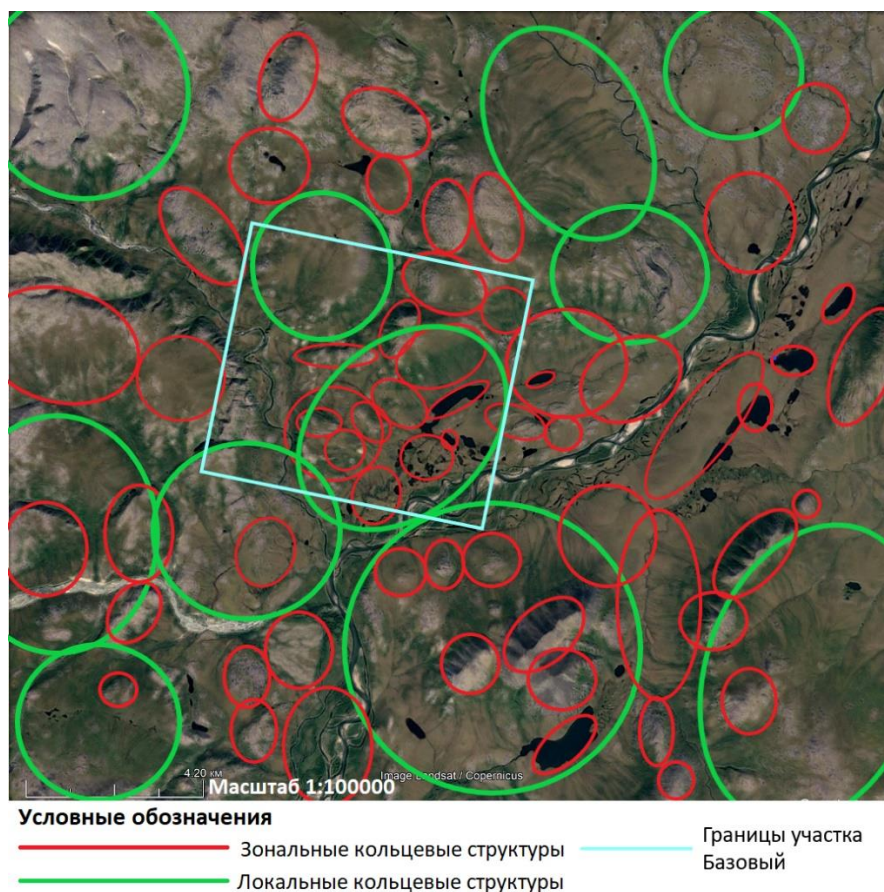 4.20 км
Масштаб 1:100000
Image Landsat / Copernicus
Условные обозначения
Зональные кольцевые структуры
Локальные кольцевые структуры
Границы участка
Базовый